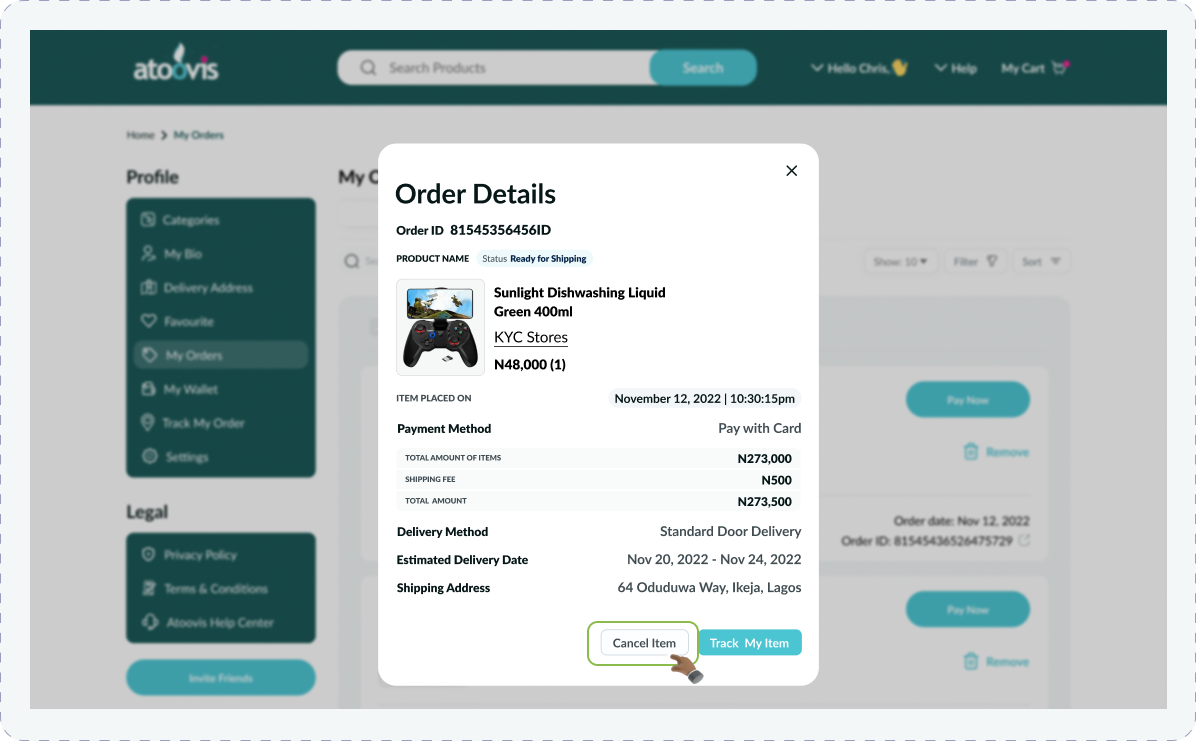 atoovis
Search Products
Search
Hello Chris,
Help
My Cart
Home
My Orders
Profile
Categories
My Bio
Delivery Address
Favourite
My Orders
My Wallet
Track My Order
Settings
Legal
Privacy Policy
Terms & Conditions
Atoovis Help Center
Invite Friends
My O
Show: 10
Filter
Sort
Pay Now
Remove
Order date: Nov 12, 2022
Order ID: 81545436526475729
Pay Now
Remove
Order Details
Order ID 81545356456ID
PRODUCT NAME
Status Ready for Shipping
Sunlight Dishwashing Liquid
Green 400ml
KYC Stores
N48,000 (1)
ITEM PLACED ON
November 12, 2022 | 10:30:15pm
Payment Method
Pay with Card
TOTAL AMOUNT OF ITEMS
N273,000
SHIPPING FEE
N500
TOTAL AMOUNT
N273,500
Delivery Method
Standard Door Delivery
Estimated Delivery Date
Nov 20, 2022 - Nov 24, 2022
Shipping Address
64 Oduduwa Way, Ikeja, Lagos
Cancel Item
Track My Item